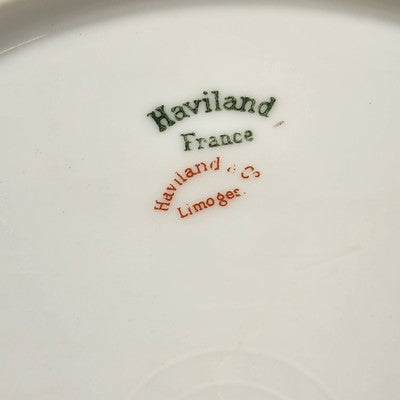 Haviland
France
Haviland & Co
Limoges.